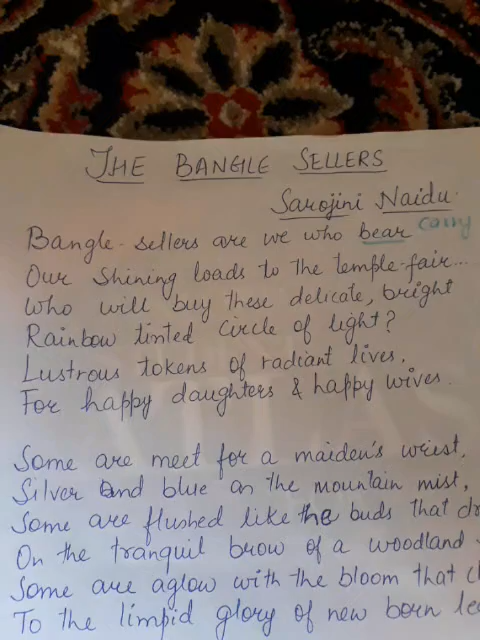 THE BANGLE SELLERS
Sarojini Naidu.
Bangle-sellers are we who bear carry
Our Shining loads to the temple-fair...
Who will buy these delicate, bright
Rainbow tinted circle of light?
Lustrous tokens of radiant lives,
For happy daughters & happy wives.
Some are meet for a maiden's wrist,
Silver and blue as the mountain mist,
Some are flushed like the buds that
On the tranquil brow of a woodland
Some are aglow with the bloom that
To the limpid glory of new born